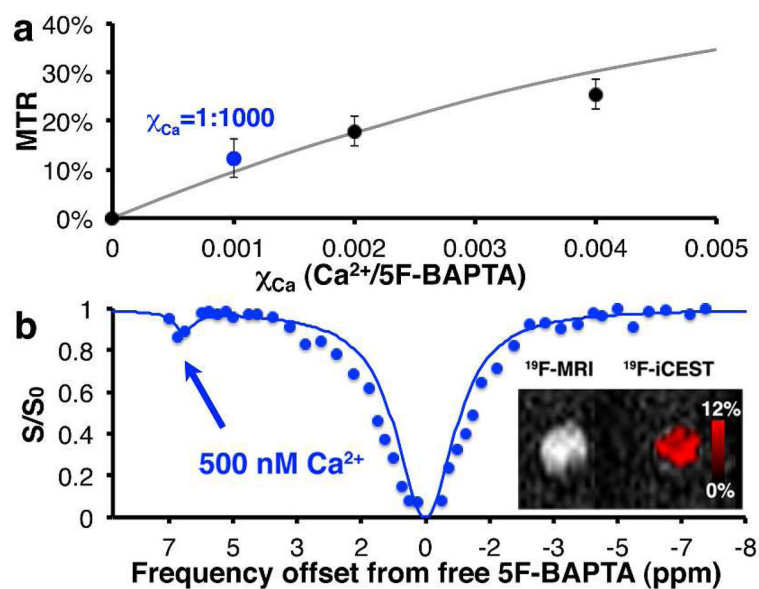 a
40%
30%
20%
10%
0%
MTR
χCa=1:1000
0 0.001 0.002 0.003 0.004 0.005
χCa (Ca²⁺/5F-BAPTA)
b
1
0.8
0.6
0.4
0.2
0
S/S₀
500 nM Ca²⁺
¹⁹F-MRI ¹⁹F-iCEST
12%
0%
7 5 3 2 0 -2 -3 -5 -7 -8
Frequency offset from free 5F-BAPTA (ppm)